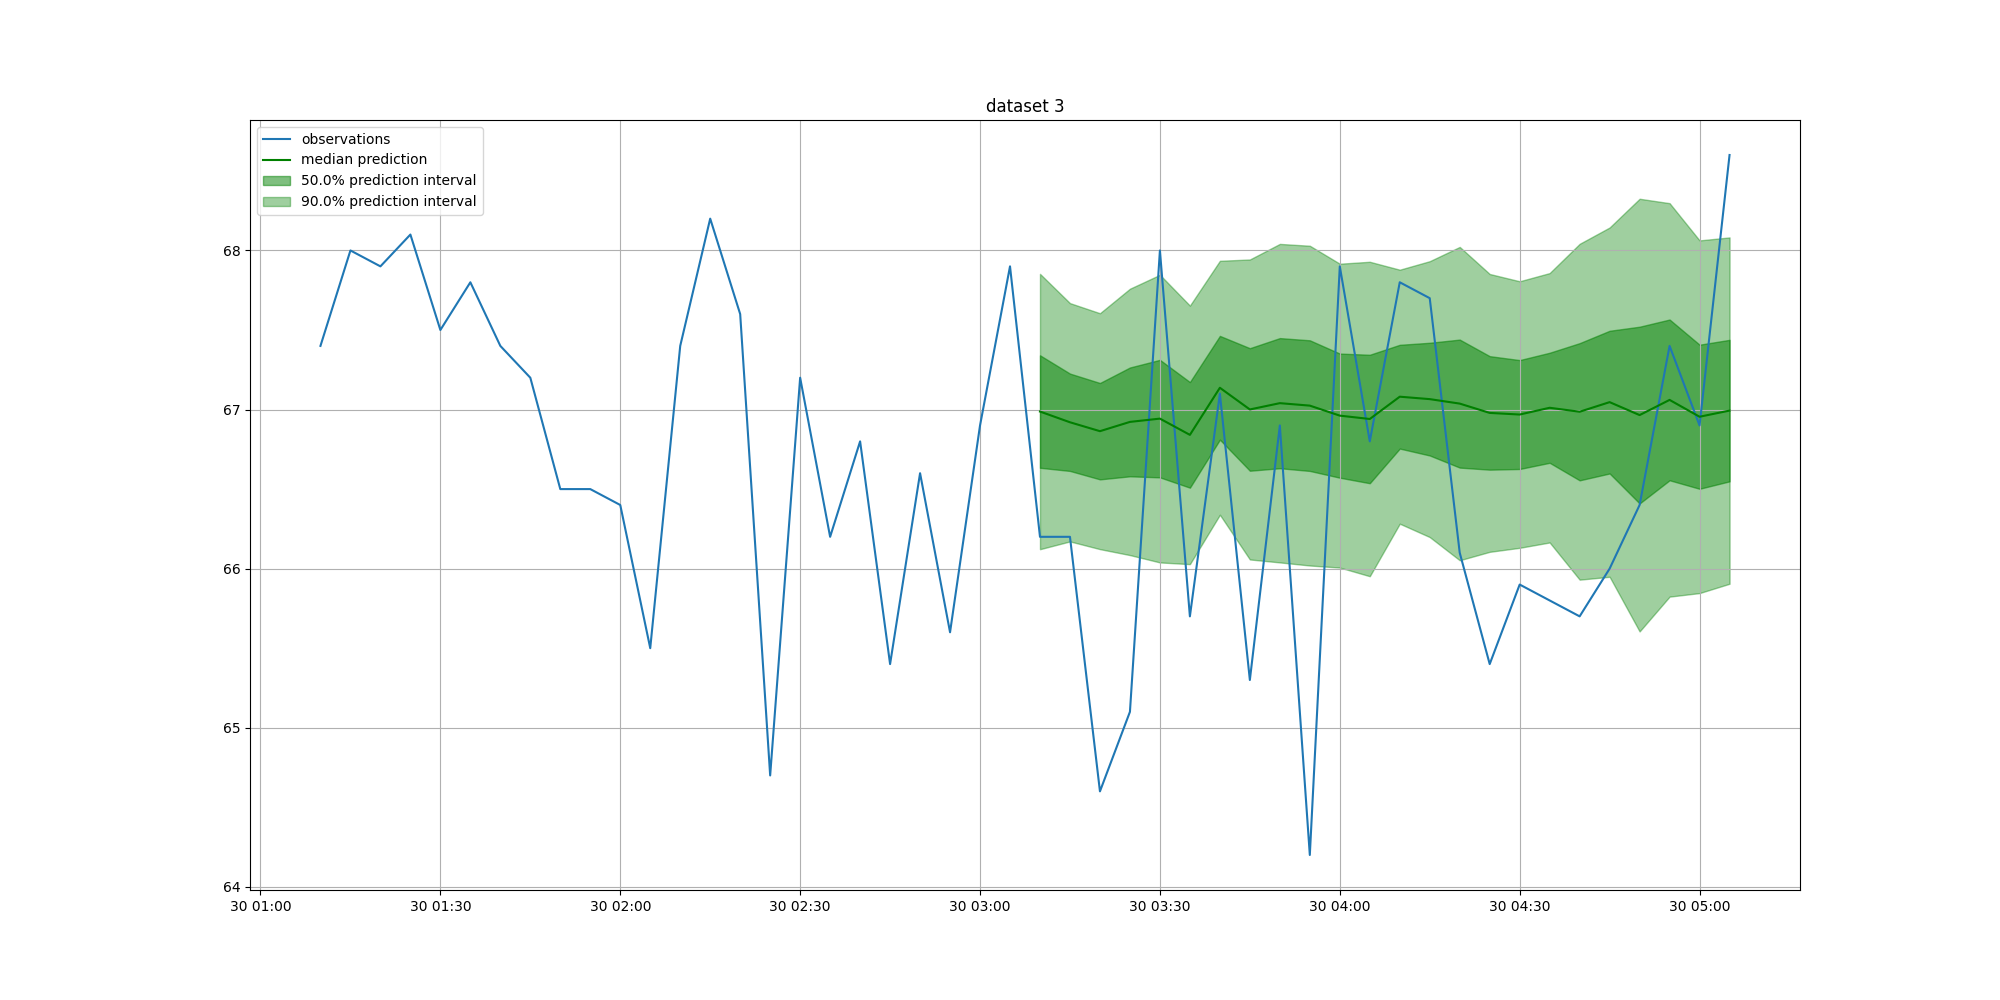 dataset 3
observations
median prediction
50.0% prediction interval
90.0% prediction interval
68
67
66
65
64
30 01:00 30 01:30 30 02:00 30 02:30 30 03:00 30 03:30 30 04:00 30 04:30 30 05:00